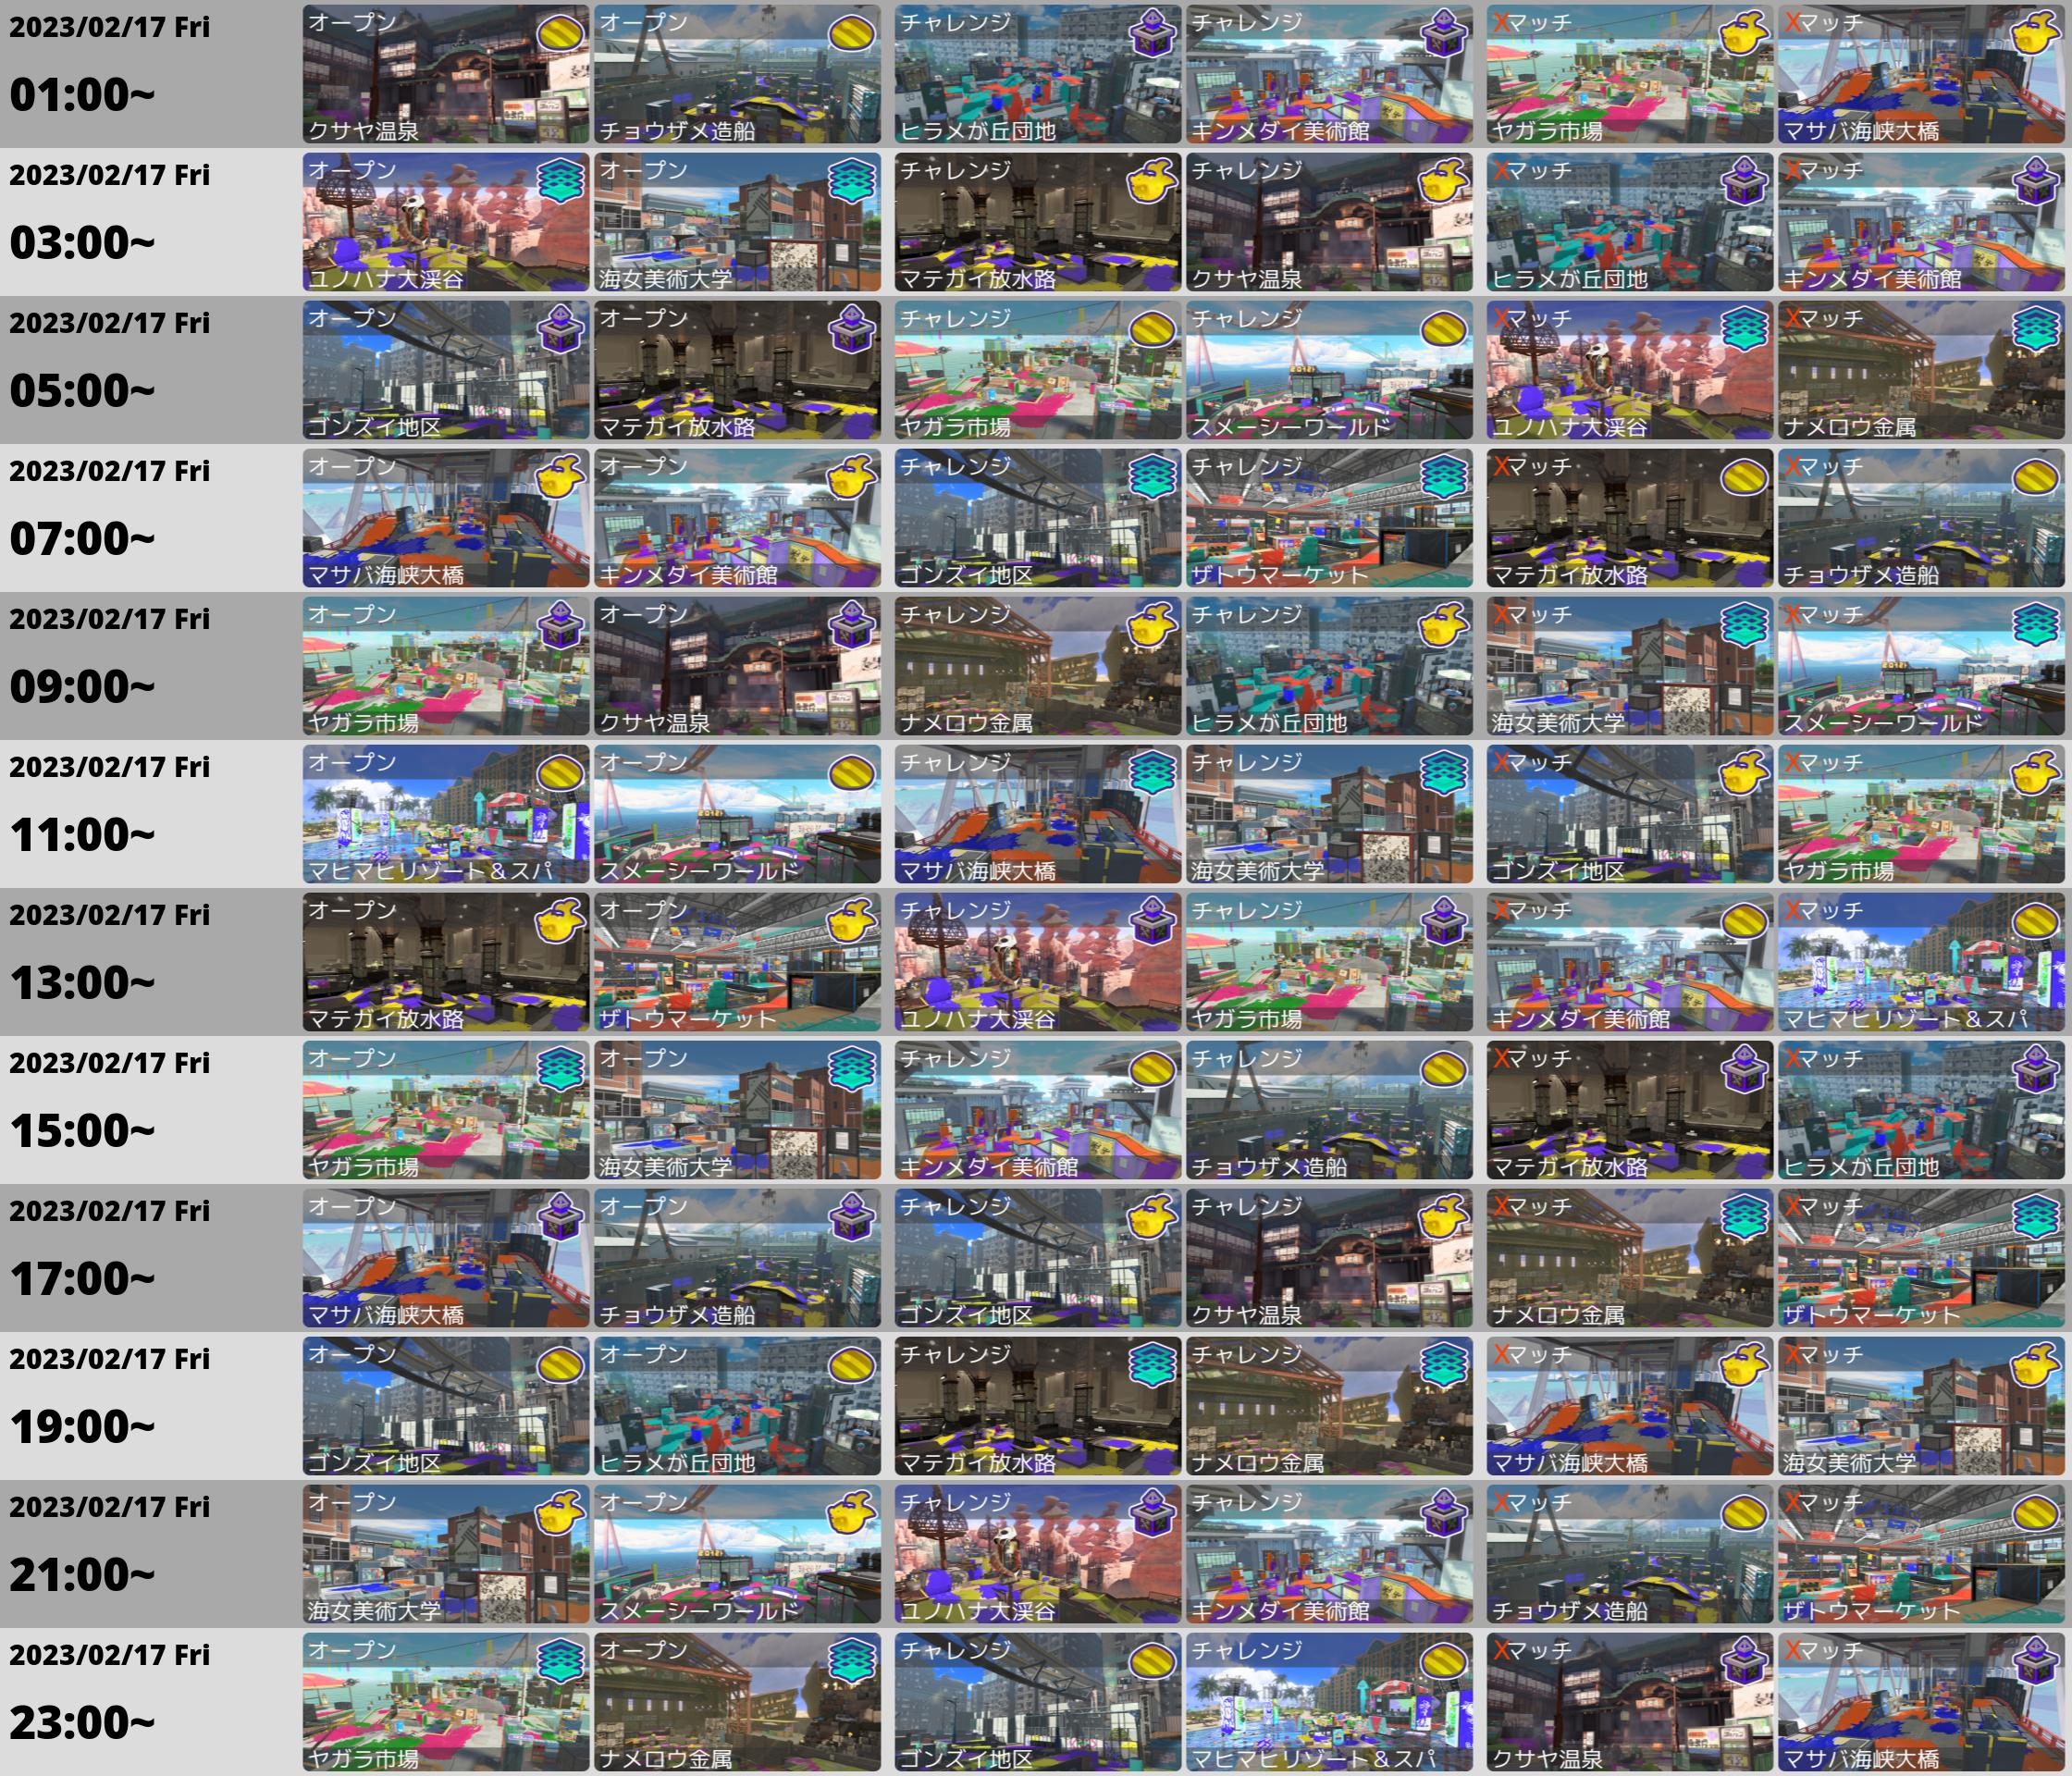 2023/02/17 Fri
01:00~
オープン
クサヤ温泉
オープン
チョウザメ造船
チャレンジ
ヒラメが丘団地
チャレンジ
キンメダイ美術館
Xマッチ
ヤガラ市場
Xマッチ
マサバ海峡大橋
2023/02/17 Fri
03:00~
オープン
ユノハナ大渓谷
オープン
海女美術大学
チャレンジ
マテガイ放水路
チャレンジ
クサヤ温泉
Xマッチ
ヒラメが丘団地
Xマッチ
キンメダイ美術館
2023/02/17 Fri
05:00~
オープン
ゴンズイ地区
オープン
マテガイ放水路
チャレンジ
ヤガラ市場
チャレンジ
スメーシーワールド
Xマッチ
ユノハナ大渓谷
Xマッチ
ナメロウ金属
2023/02/17 Fri
07:00~
オープン
マサバ海峡大橋
オープン
キンメダイ美術館
チャレンジ
ゴンズイ地区
チャレンジ
ザトウマーケット
Xマッチ
マテガイ放水路
Xマッチ
チョウザメ造船
2023/02/17 Fri
09:00~
オープン
ヤガラ市場
オープン
クサヤ温泉
チャレンジ
ナメロウ金属
チャレンジ
ヒラメが丘団地
Xマッチ
海女美術大学
Xマッチ
スメーシーワールド
2023/02/17 Fri
11:00~
オープン
マヒマヒリゾート＆スパ
オープン
スメーシーワールド
チャレンジ
マサバ海峡大橋
チャレンジ
海女美術大学
Xマッチ
ゴンズイ地区
Xマッチ
ヤガラ市場
2023/02/17 Fri
13:00~
オープン
マテガイ放水路
オープン
ザトウマーケット
チャレンジ
ユノハナ大渓谷
チャレンジ
ヤガラ市場
Xマッチ
キンメダイ美術館
Xマッチ
マヒマヒリゾート＆スパ
2023/02/17 Fri
15:00~
オープン
ヤガラ市場
オープン
海女美術大学
チャレンジ
キンメダイ美術館
チャレンジ
チョウザメ造船
Xマッチ
マテガイ放水路
Xマッチ
ヒラメが丘団地
2023/02/17 Fri
17:00~
オープン
マサバ海峡大橋
オープン
チョウザメ造船
チャレンジ
ゴンズイ地区
チャレンジ
クサヤ温泉
Xマッチ
ナメロウ金属
Xマッチ
ザトウマーケット
2023/02/17 Fri
19:00~
オープン
ゴンズイ地区
オープン
ヒラメが丘団地
チャレンジ
マテガイ放水路
チャレンジ
ナメロウ金属
Xマッチ
マサバ海峡大橋
Xマッチ
海女美術大学
2023/02/17 Fri
21:00~
オープン
海女美術大学
オープン
スメーシーワールド
チャレンジ
ユノハナ大渓谷
チャレンジ
キンメダイ美術館
Xマッチ
チョウザメ造船
Xマッチ
ザトウマーケット
2023/02/17 Fri
23:00~
オープン
ヤガラ市場
オープン
ナメロウ金属
チャレンジ
ゴンズイ地区
チャレンジ
マヒマヒリゾート＆スパ
Xマッチ
クサヤ温泉
Xマッチ
マサバ海峡大橋